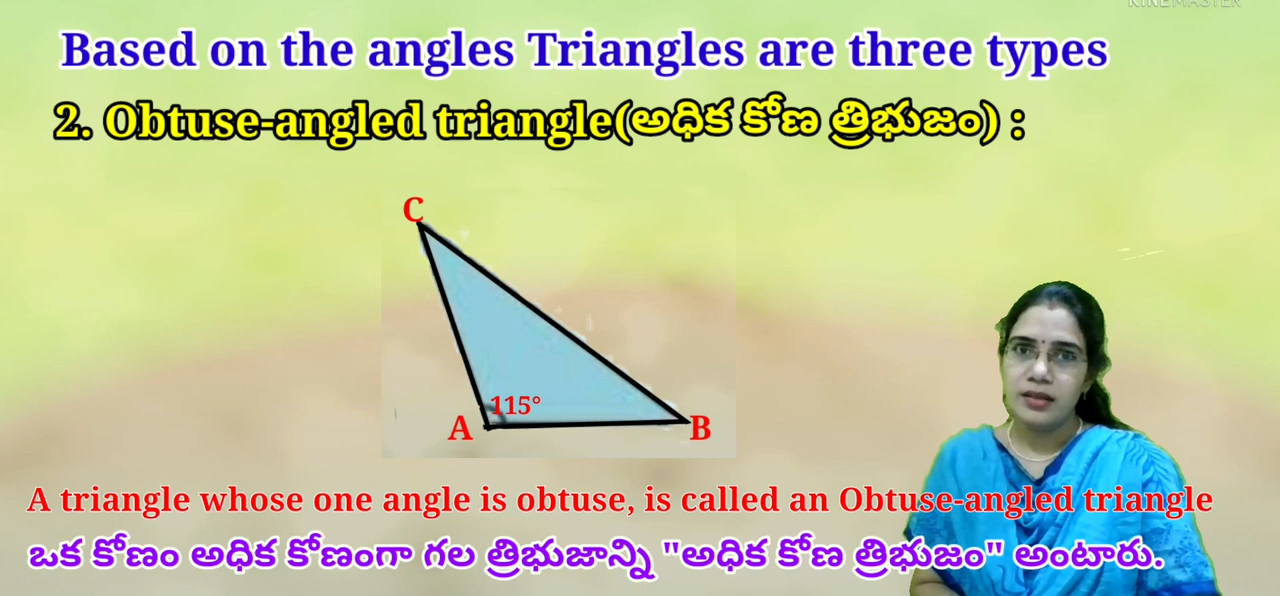 KINEMASTER
Based on the angles Triangles are three types
2. Obtuse-angled triangle(అధిక కోణ త్రిభుజం) :
C
115°
A
B
A triangle whose one angle is obtuse, is called an Obtuse-angled triangle
ఒక కోణం అధిక కోణంగా గల త్రిభుజాన్ని "అధిక కోణ త్రిభుజం" అంటారు.